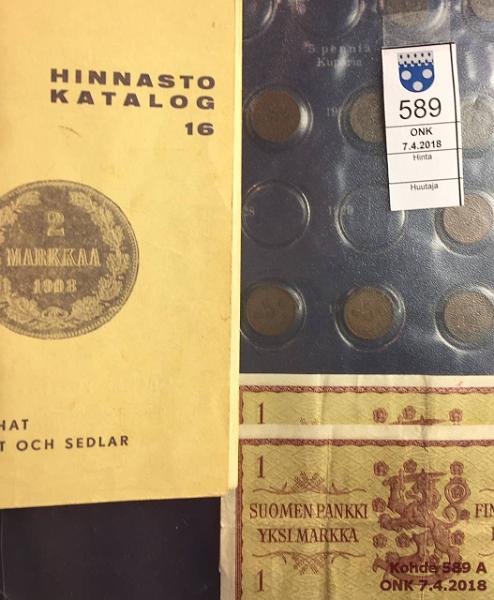 HINNASTO
KATALOG
16
2
MARKKAA
1908
HAT
T OCH SEDLAR
5 penniä
Kuparia
589
ONK
7.4.2018
Hinta
Huutaja
1
1
SUOMEN PANKKI
YKSI MARKKA
FIN
1
Kohde 589 A
ONK 7.4.2018